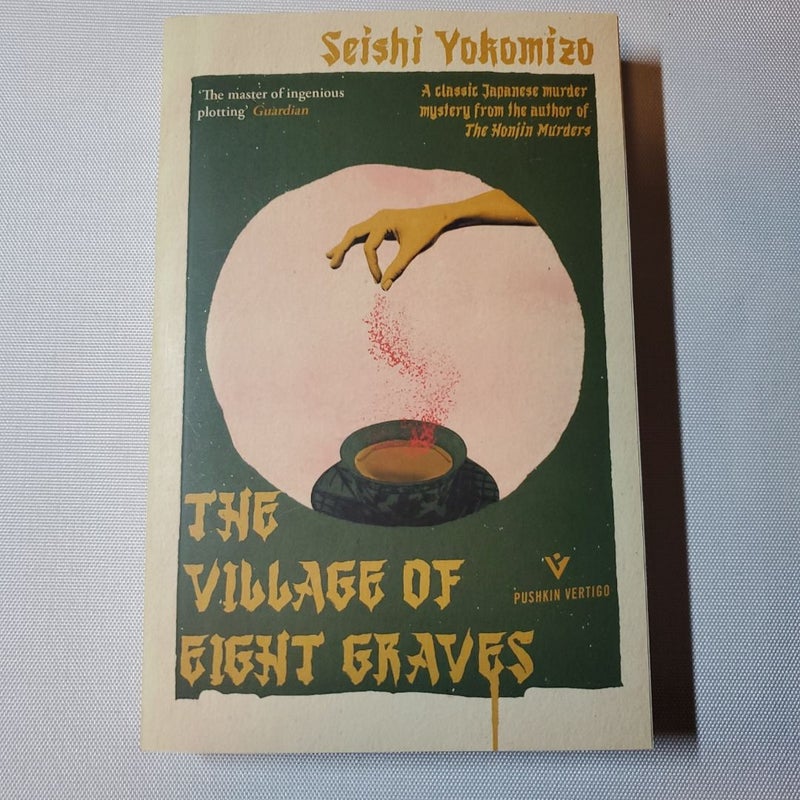 Seishi Yokomizo
‘The master of ingenious
plotting’ Guardian
A classic Japanese murder
mystery from the author of
The Honjin Murders
THE
VILLAGE OF
EIGHT GRAVES
PUSHKIN VERTIGO